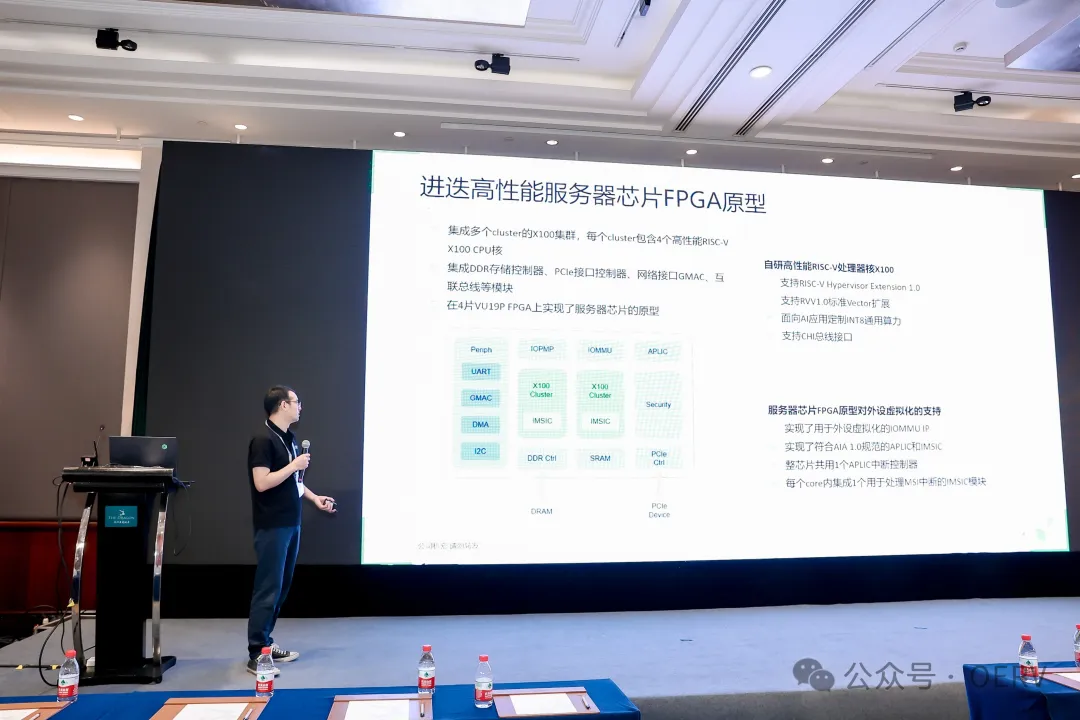 进迭高性能服务器芯片FPGA原型
集成多个cluster的X100集群，每个cluster包含4个高性能RISC-V
X100 CPU核
集成DDR存储控制器、PCIe接口控制器、网络接口GMAC、互
联总线等模块
在4片VU19P FPGA上实现了服务器芯片的原型
Periph
IOPMP
IOMMU
APLIC
UART
GMAC
DMA
I2C
X100
Cluster
IMSIC
X100
Cluster
IMSIC
Security
DDR Ctrl
SRAM
PCIe
Ctrl
DRAM
PCIe
Device
自研高性能RISC-V处理器核X100
支持RISC-V Hypervisor Extension 1.0
支持RVV1.0标准Vector扩展
面向AI应用定制INT8通用算力
支持CHI总线接口
服务器芯片FPGA原型对外设虚拟化的支持
实现了用于外设虚拟化的IOMMU IP
实现了符合AIA 1.0规范的APLIC和IMSIC
整芯片共用1个APLIC中断控制器
每个core内集成1个用于处理MSI中断的IMSIC模块
公众号 · OERV